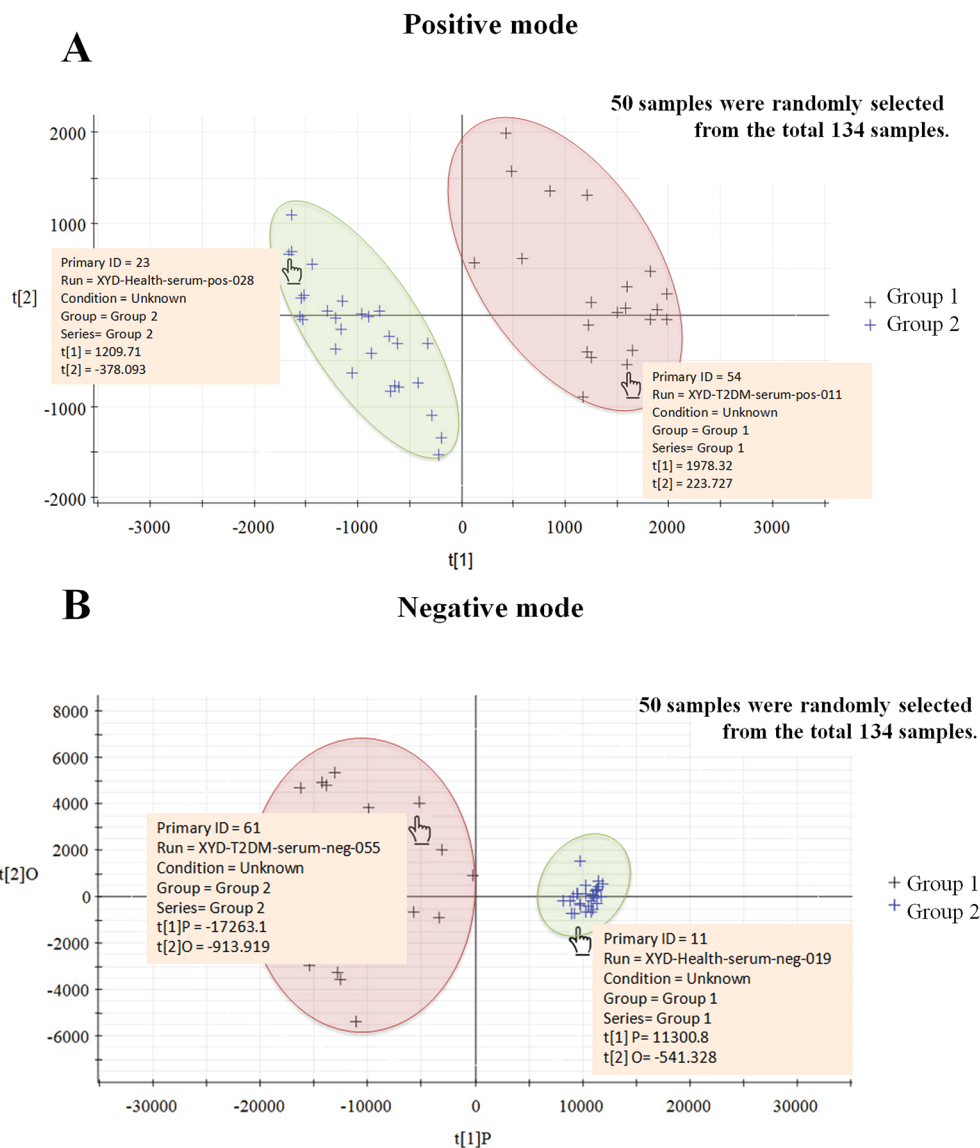 Positive mode
A
50 samples were randomly selected
from the total 134 samples.
2000
1000
-1000
-2000
t[2]
Primary ID = 23
Run = XYD-Health-serum-pos-028
Condition = Unknown
Group = Group 2
Series= Group 2
t[1] = 1209.71
t[2] = -378.093
Group 1
Group 2
Primary ID = 54
Run = XYD-T2DM-serum-pos-011
Condition = Unknown
Group = Group 1
Series= Group 1
t[1] = 1978.32
t[2] = 223.727
-3000 -2000 -1000 0 1000 2000 3000
t[1]
B
Negative mode
50 samples were randomly selected
from the total 134 samples.
8000
6000
4000
2000
0
-2000
-4000
-6000
t[2]O
Primary ID = 61
Run = XYD-T2DM-serum-neg-055
Condition = Unknown
Group = Group 2
Series= Group 2
t[1]P = -17263.1
t[2]O = -913.919
Group 1
Group 2
Primary ID = 11
Run = XYD-Health-serum-neg-019
Condition = Unknown
Group = Group 1
Series= Group 1
t[1] P= 11300.8
t[2] O= -541.328
-30000 -20000 -10000 0 10000 20000 30000
t[1]P